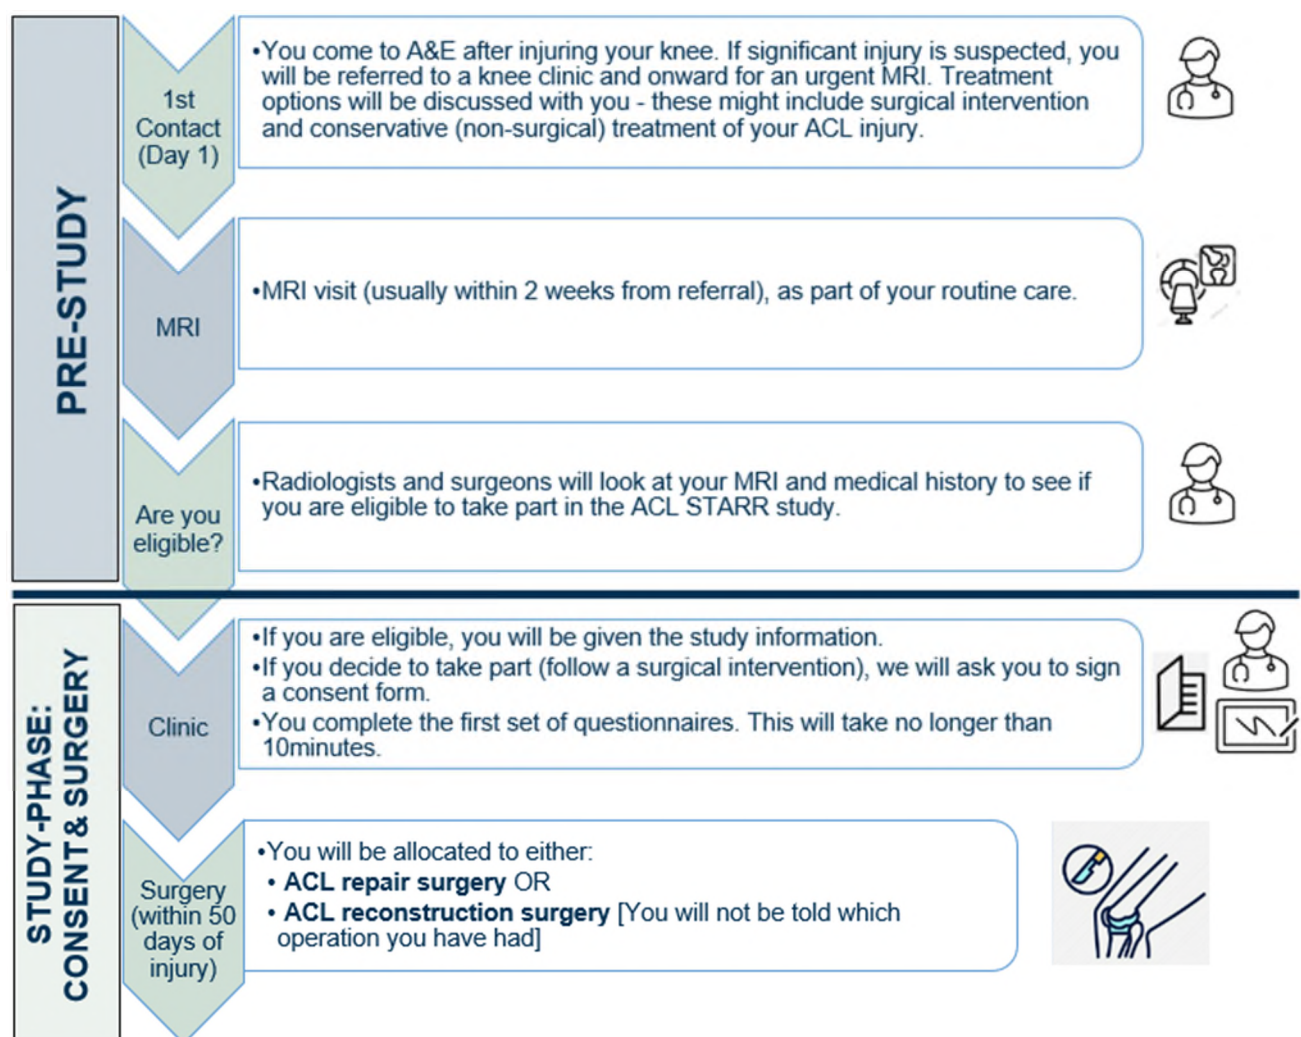 PRE-STUDY
1st
Contact
(Day 1)
•You come to A&E after injuring your knee. If significant injury is suspected, you
will be referred to a knee clinic and onward for an urgent MRI. Treatment
options will be discussed with you - these might include surgical intervention
and conservative (non-surgical) treatment of your ACL injury.
MRI
•MRI visit (usually within 2 weeks from referral), as part of your routine care.
Are you
eligible?
•Radiologists and surgeons will look at your MRI and medical history to see if
you are eligible to take part in the ACL STARR study.
STUDY-PHASE:
CONSENT & SURGERY
Clinic
•If you are eligible, you will be given the study information.
•If you decide to take part (follow a surgical intervention), we will ask you to sign
a consent form.
•You complete the first set of questionnaires. This will take no longer than
10minutes.
Surgery
(within 50
days of
injury)
•You will be allocated to either:
• ACL repair surgery OR
• ACL reconstruction surgery [You will not be told which
operation you have had]